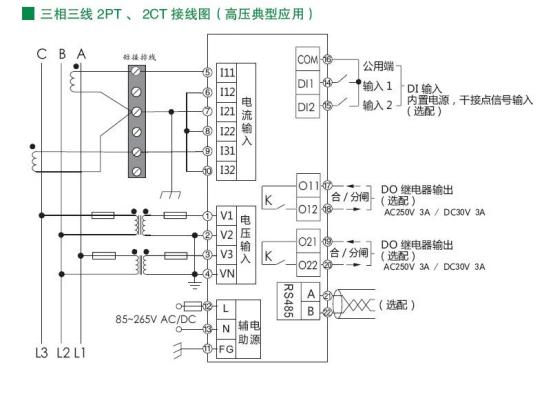 三相三线 2PT 、 2CT 接线图（高压典型应用）
C B A
短接排线
⑤ I11
⑥ I12
⑦ I21
⑧ I22
⑨ I31
⑩ I32
电流输入
① V1
② V2
③ V3
④ VN
电压输入
85~265V AC/DC
⑫ L
⑬ N
⑪ FG
辅助电源
L3 L2 L1
COM ⑯ 公用端
DI1 ⑭ 输入 1
DI2 ⑮ 输入 2
DI 输入
内置电源，干接点信号输入
（选配）
K
O11 ⑰
O12 ⑱
合 / 分闸
DO 继电器输出
（选配）
AC250V 3A / DC30V 3A
K
O21 ⑲
O22 ⑳
合 / 分闸
DO 继电器输出
（选配）
AC250V 3A / DC30V 3A
RS485
A ㉑
B ㉒
（选配）